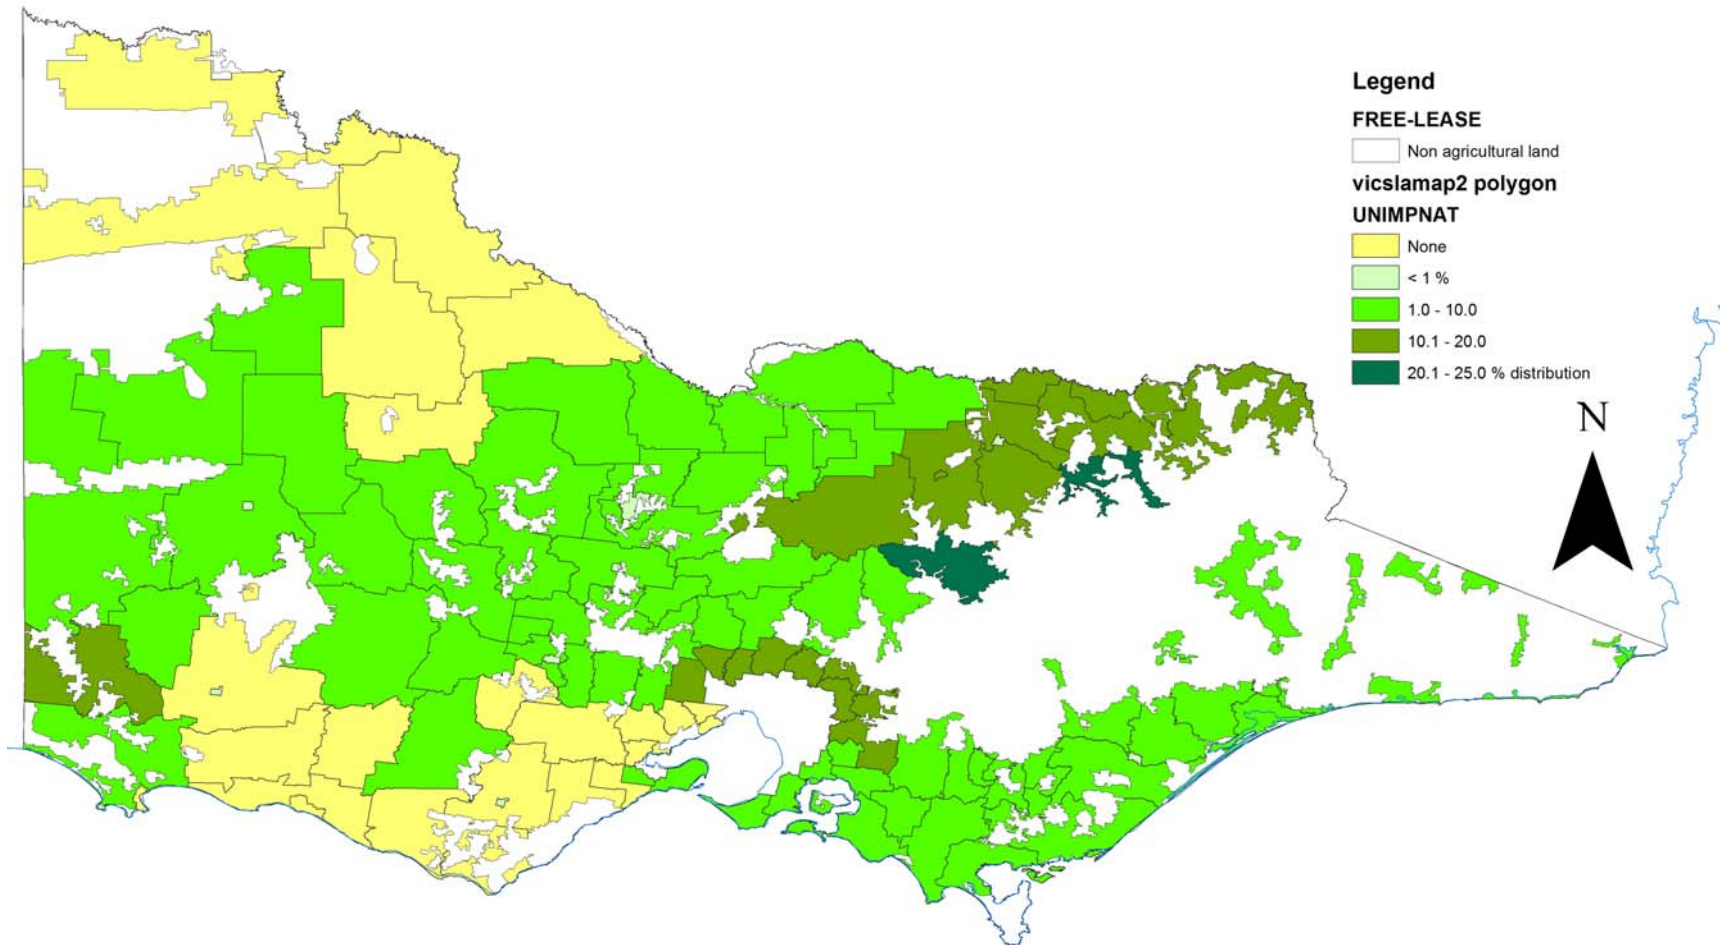 Legend
FREE-LEASE
Non agricultural land
vicslamap2 polygon
UNIMPNAT
None
< 1 %
1.0 - 10.0
10.1 - 20.0
20.1 - 25.0 % distribution
N